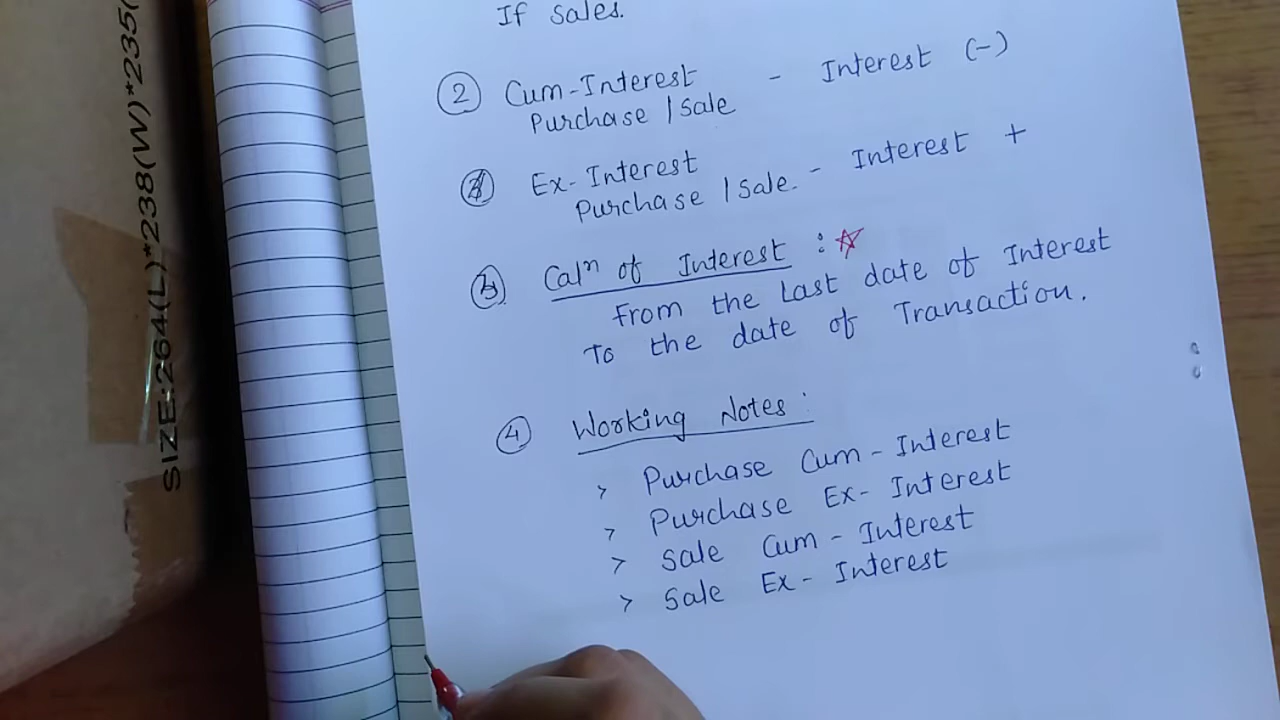 If Sales.
② Cum-Interest - Interest (-)
Purchase / Sale
Ex-Interest - Interest +
Purchase / Sale.
③ Calⁿ of Interest : ☆
From the Last date of Interest
To the date of Transaction.
④ Working Notes :
> Purchase Cum - Interest
> Purchase Ex- Interest
> Sale Cum - Interest
> Sale Ex- Interest
SIZE:264(L)*238(W)*235(